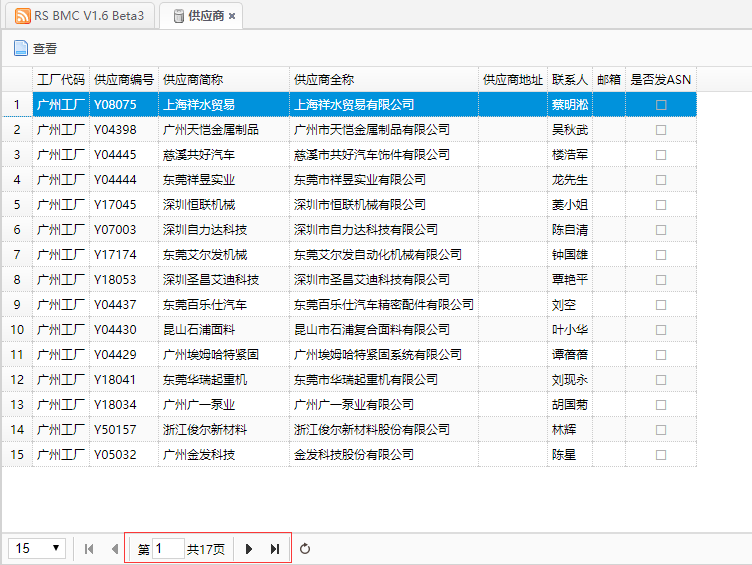 RS BMC V1.6 Beta3 供应商
查看
工厂代码 供应商编号 供应商简称 供应商全称 供应商地址 联系人 邮箱 是否发ASN
1 广州工厂 Y08075 上海祥水贸易 上海祥水贸易有限公司 蔡明淞
2 广州工厂 Y04398 广州天恺金属制品 广州市天恺金属制品有限公司 吴秋武
3 广州工厂 Y04445 慈溪共好汽车 慈溪市共好汽车饰件有限公司 楼浩军
4 广州工厂 Y04444 东莞祥昱实业 东莞市祥昱实业有限公司 龙先生
5 广州工厂 Y17045 深圳恒联机械 深圳市恒联机械有限公司 姜小姐
6 广州工厂 Y07003 深圳自力达科技 深圳市自力达科技有限公司 陈自清
7 广州工厂 Y17174 东莞艾尔发机械 东莞艾尔发自动化机械有限公司 钟国雄
8 广州工厂 Y18053 深圳圣昌艾迪科技 深圳市圣昌艾迪科技有限公司 覃艳平
9 广州工厂 Y04437 东莞百乐仕汽车 东莞百乐仕汽车精密配件有限公司 刘空
10 广州工厂 Y04430 昆山石浦面料 昆山市石浦复合面料有限公司 叶小华
11 广州工厂 Y04429 广州埃姆哈特紧固 广州埃姆哈特紧固系统有限公司 谭蓓蓓
12 广州工厂 Y18041 东莞华瑞起重机 东莞市华瑞起重机有限公司 刘现永
13 广州工厂 Y18034 广州广一泵业 广州广一泵业有限公司 胡国菊
14 广州工厂 Y50157 浙江俊尔新材料 浙江俊尔新材料股份有限公司 林辉
15 广州工厂 Y05032 广州金发科技 金发科技股份有限公司 陈星
15 第 1 共17页